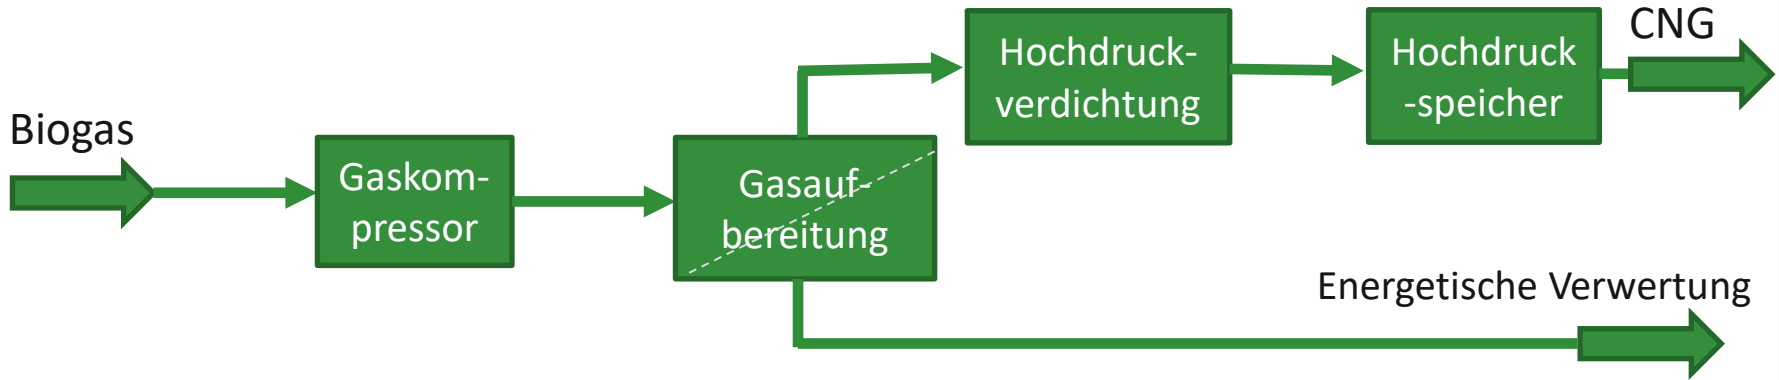 Biogas
Gaskom-
pressor
Gasauf-
bereitung
Hochdruck-
verdichtung
Hochdruck
-speicher
CNG
Energetische Verwertung